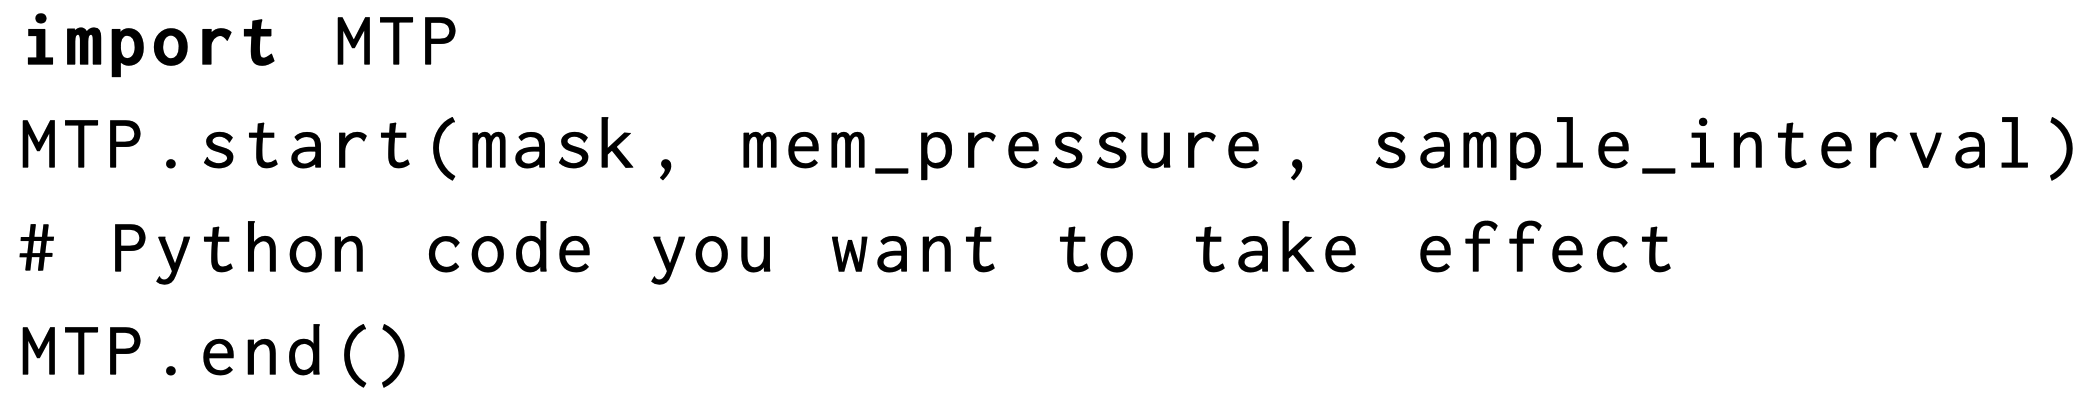 import MTP
MTP.start(mask, mem_pressure, sample_interval)
# Python code you want to take effect
MTP.end()